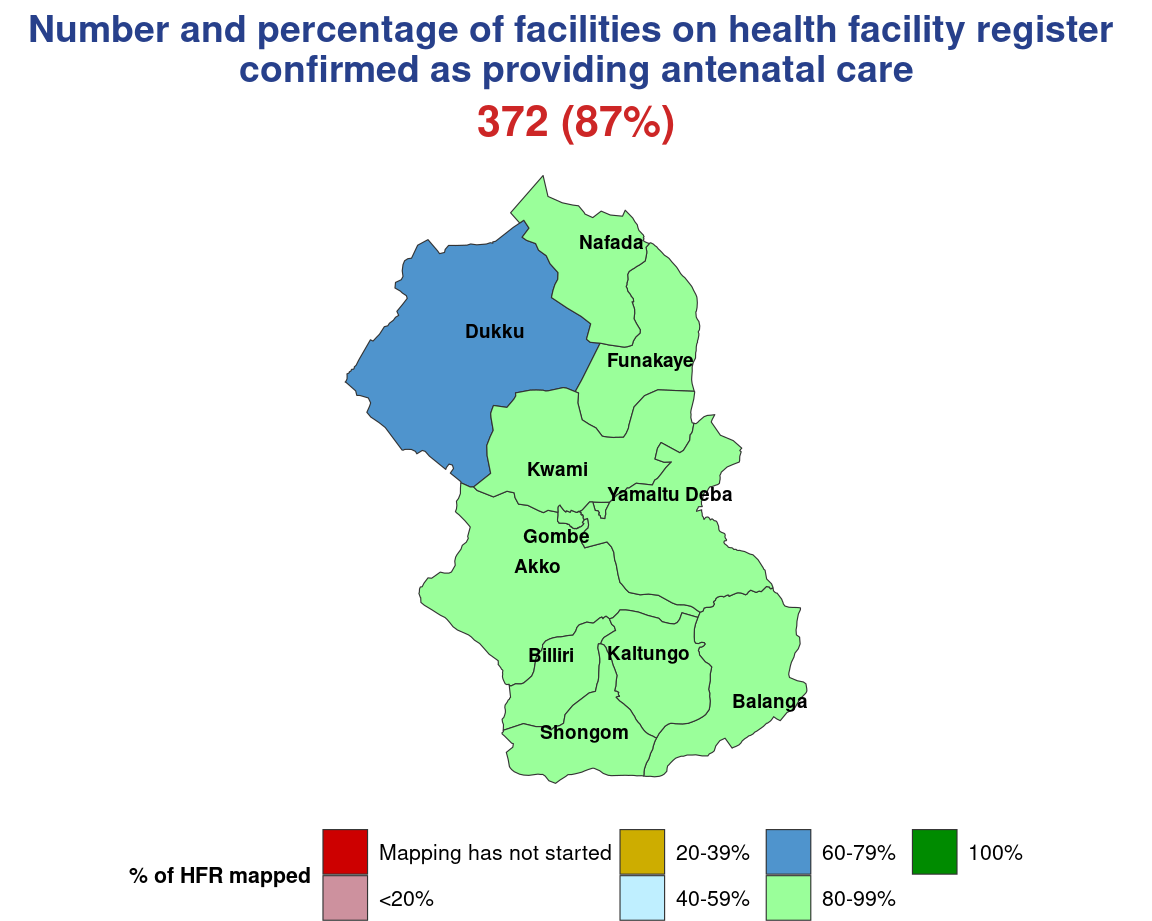 Number and percentage of facilities on health facility register
confirmed as providing antenatal care
372 (87%)
Nafada
Dukku
Funakaye
Kwami
Yamaltu Deba
Gombe
Akko
Billiri
Kaltungo
Balanga
Shongom
% of HFR mapped
Mapping has not started
<20%
20-39%
40-59%
60-79%
80-99%
100%